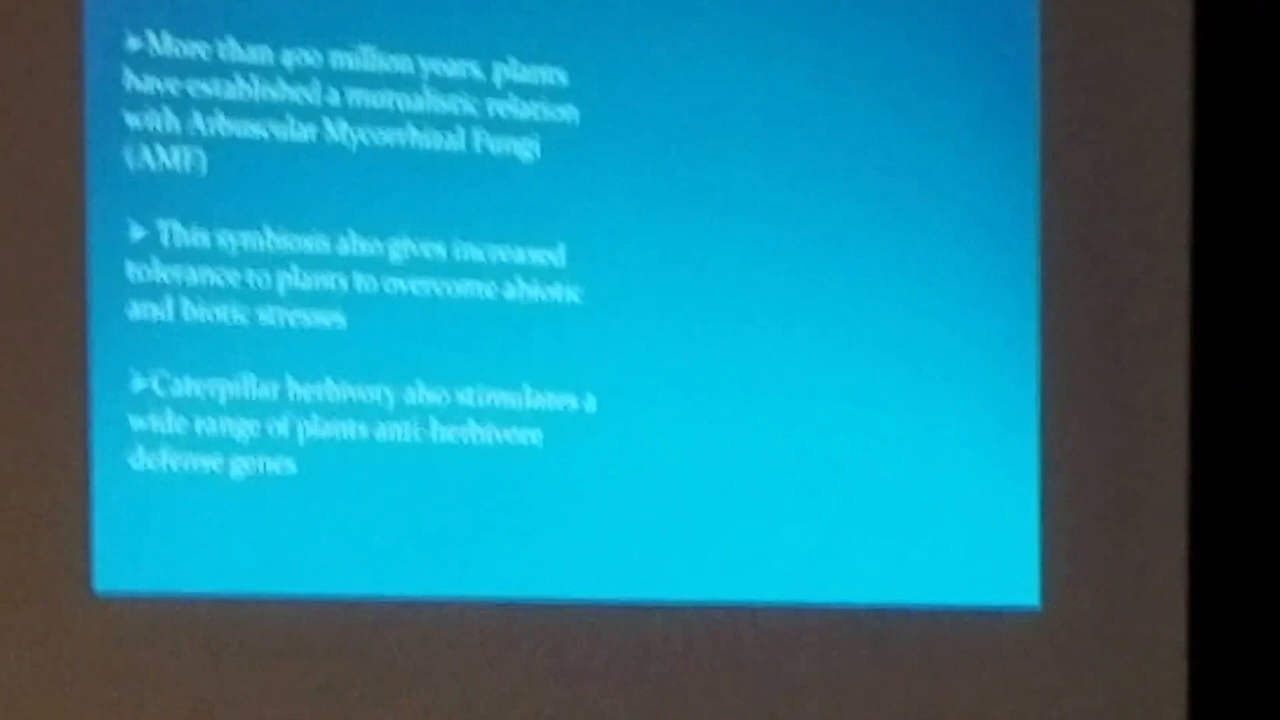 ➤More than 400 million years, plants
have established a mutualistic relation
with Arbuscular Mycorrhizal Fungi
(AMF)
➤ This symbiosis also gives increased
tolerance to plants to overcome abiotic
and biotic stresses
➤Caterpillar herbivory also stimulates a
wide range of plants anti-herbivore
defense genes